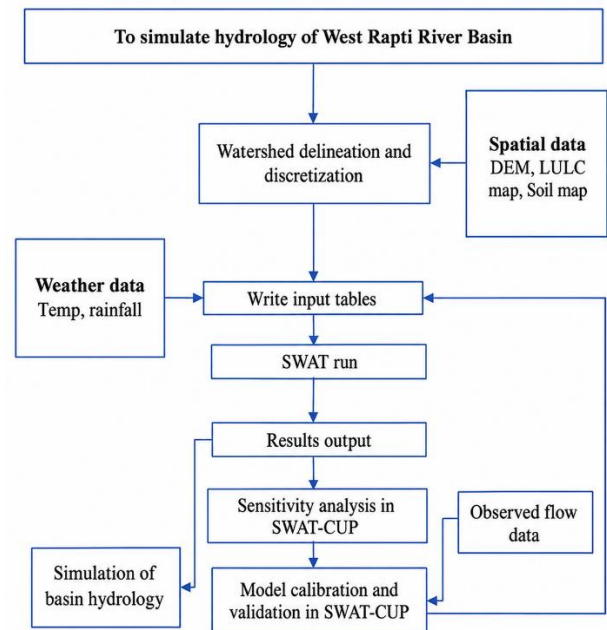 To simulate hydrology of West Rapti River Basin
Watershed delineation and
discretization
Spatial data
DEM, LULC
map, Soil map
Weather data
Temp, rainfall
Write input tables
SWAT run
Results output
Sensitivity analysis in
SWAT-CUP
Observed flow
data
Simulation of
basin hydrology
Model calibration and
validation in SWAT-CUP